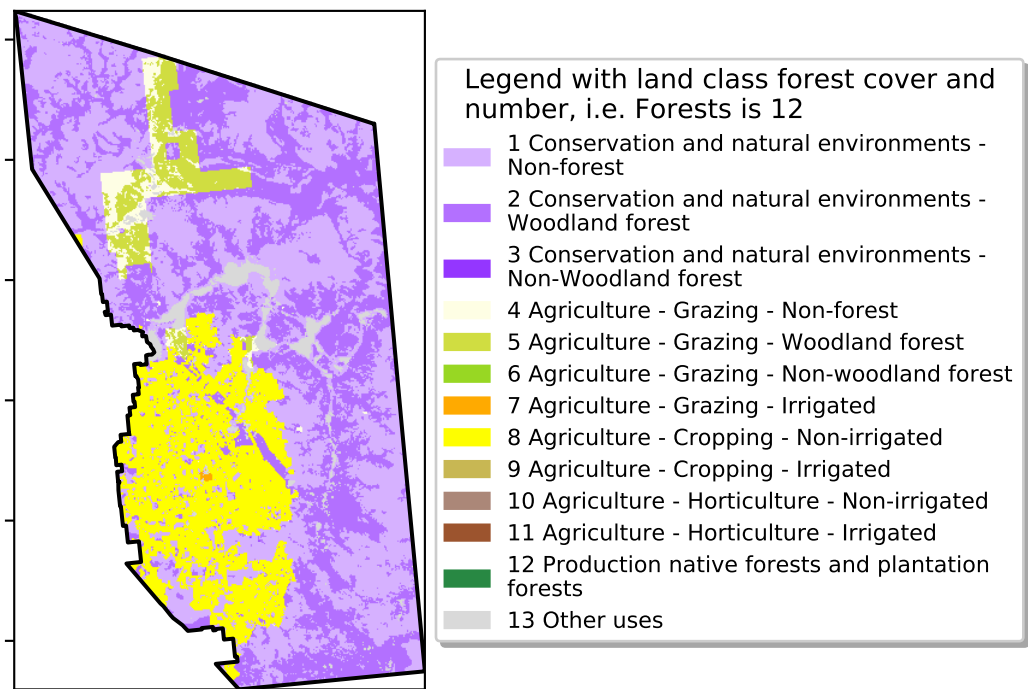 Legend with land class forest cover and
number, i.e. Forests is 12
1 Conservation and natural environments -
Non-forest
2 Conservation and natural environments -
Woodland forest
3 Conservation and natural environments -
Non-Woodland forest
4 Agriculture - Grazing - Non-forest
5 Agriculture - Grazing - Woodland forest
6 Agriculture - Grazing - Non-woodland forest
7 Agriculture - Grazing - Irrigated
8 Agriculture - Cropping - Non-irrigated
9 Agriculture - Cropping - Irrigated
10 Agriculture - Horticulture - Non-irrigated
11 Agriculture - Horticulture - Irrigated
12 Production native forests and plantation
forests
13 Other uses